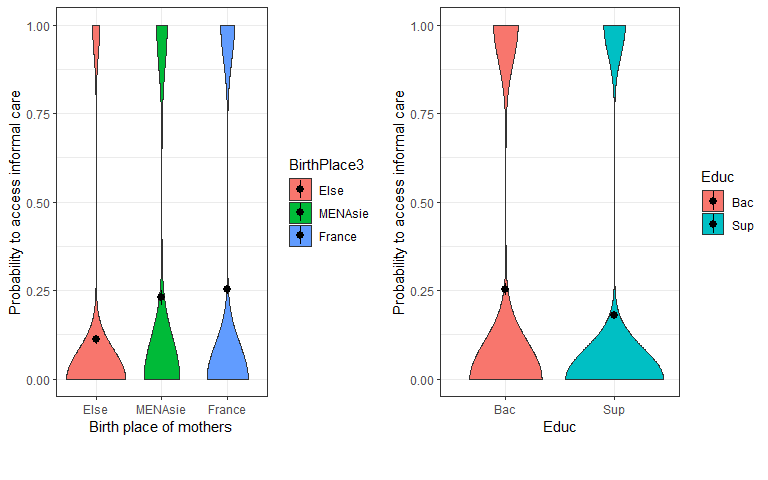 Probability to access informal care
1.00
0.75
0.50
0.25
0.00
Else MENAsie France
Birth place of mothers
BirthPlace3
Else
MENAsie
France
Probability to access informal care
1.00
0.75
0.50
0.25
0.00
Bac Sup
Educ
Educ
Bac
Sup